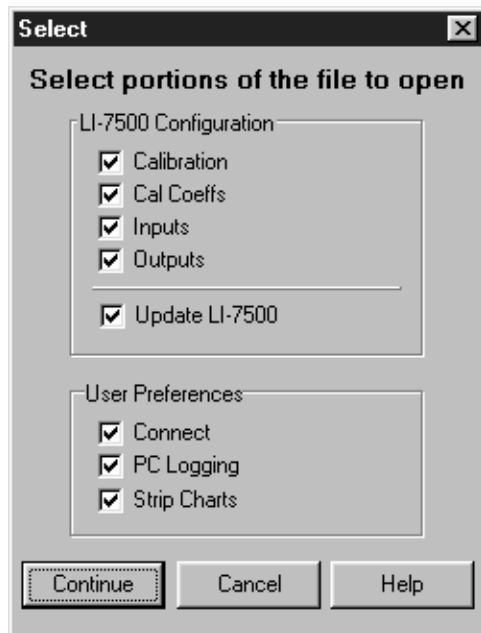 Select
Select portions of the file to open
LI-7500 Configuration
Calibration
Cal Coeffs
Inputs
Outputs
Update LI-7500
User Preferences
Connect
PC Logging
Strip Charts
Continue Cancel Help